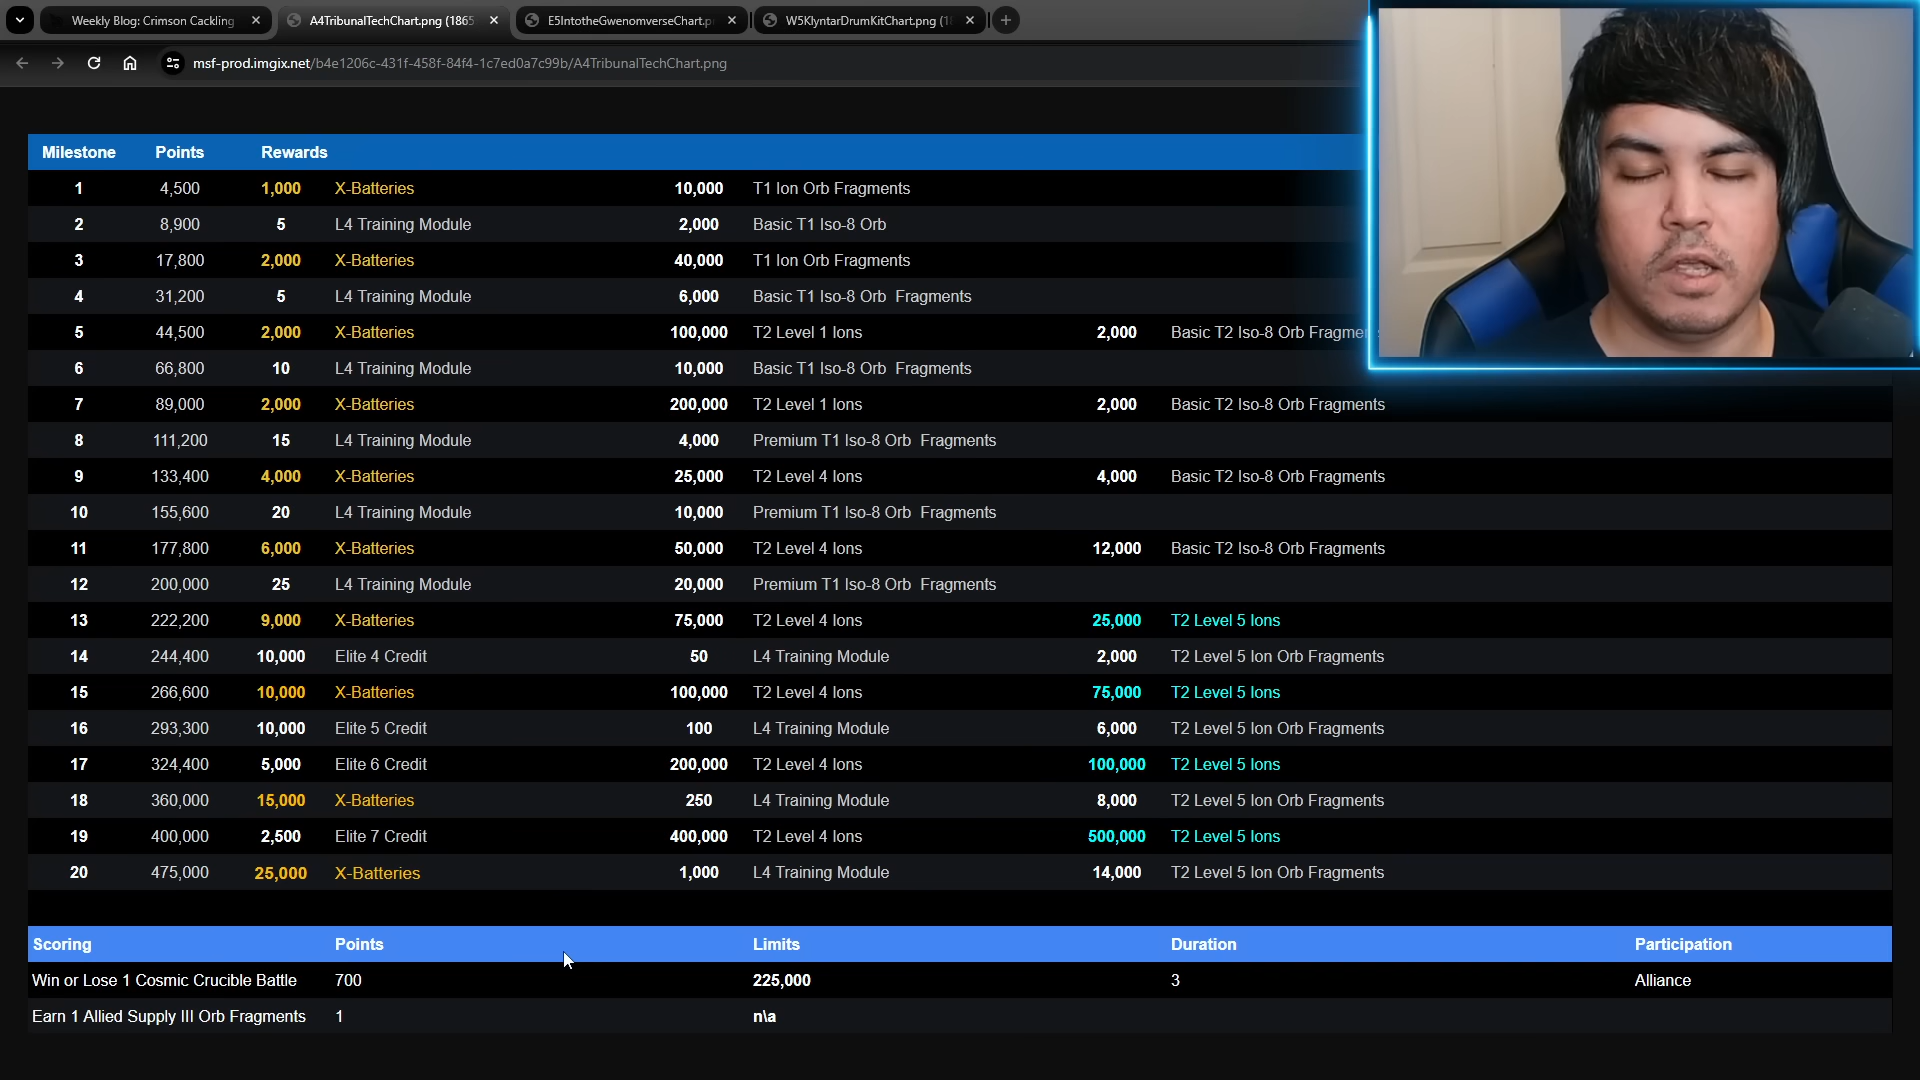 Weekly Blog: Crimson Cackling
A4TribunalTechChart.png (1865
E5IntotheGwenomverseChart.p
W5KlyntarDrumKitChart.png (1
msf-prod.imgix.net/b4e1206c-431f-458f-84f4-1c7ed0a7c99b/A4TribunalTechChart.png
Milestone Points Rewards
1 4,500 1,000 X-Batteries 10,000 T1 Ion Orb Fragments
2 8,900 5 L4 Training Module 2,000 Basic T1 Iso-8 Orb
3 17,800 2,000 X-Batteries 40,000 T1 Ion Orb Fragments
4 31,200 5 L4 Training Module 6,000 Basic T1 Iso-8 Orb Fragments
5 44,500 2,000 X-Batteries 100,000 T2 Level 1 Ions 2,000 Basic T2 Iso-8 Orb Fragme
6 66,800 10 L4 Training Module 10,000 Basic T1 Iso-8 Orb Fragments
7 89,000 2,000 X-Batteries 200,000 T2 Level 1 Ions 2,000 Basic T2 Iso-8 Orb Fragments
8 111,200 15 L4 Training Module 4,000 Premium T1 Iso-8 Orb Fragments
9 133,400 4,000 X-Batteries 25,000 T2 Level 4 Ions 4,000 Basic T2 Iso-8 Orb Fragments
10 155,600 20 L4 Training Module 10,000 Premium T1 Iso-8 Orb Fragments
11 177,800 6,000 X-Batteries 50,000 T2 Level 4 Ions 12,000 Basic T2 Iso-8 Orb Fragments
12 200,000 25 L4 Training Module 20,000 Premium T1 Iso-8 Orb Fragments
13 222,200 9,000 X-Batteries 75,000 T2 Level 4 Ions 25,000 T2 Level 5 Ions
14 244,400 10,000 Elite 4 Credit 50 L4 Training Module 2,000 T2 Level 5 Ion Orb Fragments
15 266,600 10,000 X-Batteries 100,000 T2 Level 4 Ions 75,000 T2 Level 5 Ions
16 293,300 10,000 Elite 5 Credit 100 L4 Training Module 6,000 T2 Level 5 Ion Orb Fragments
17 324,400 5,000 Elite 6 Credit 200,000 T2 Level 4 Ions 100,000 T2 Level 5 Ions
18 360,000 15,000 X-Batteries 250 L4 Training Module 8,000 T2 Level 5 Ion Orb Fragments
19 400,000 2,500 Elite 7 Credit 400,000 T2 Level 4 Ions 500,000 T2 Level 5 Ions
20 475,000 25,000 X-Batteries 1,000 L4 Training Module 14,000 T2 Level 5 Ion Orb Fragments
Scoring Points Limits Duration Participation
Win or Lose 1 Cosmic Crucible Battle 700 225,000 3 Alliance
Earn 1 Allied Supply III Orb Fragments 1 n\a